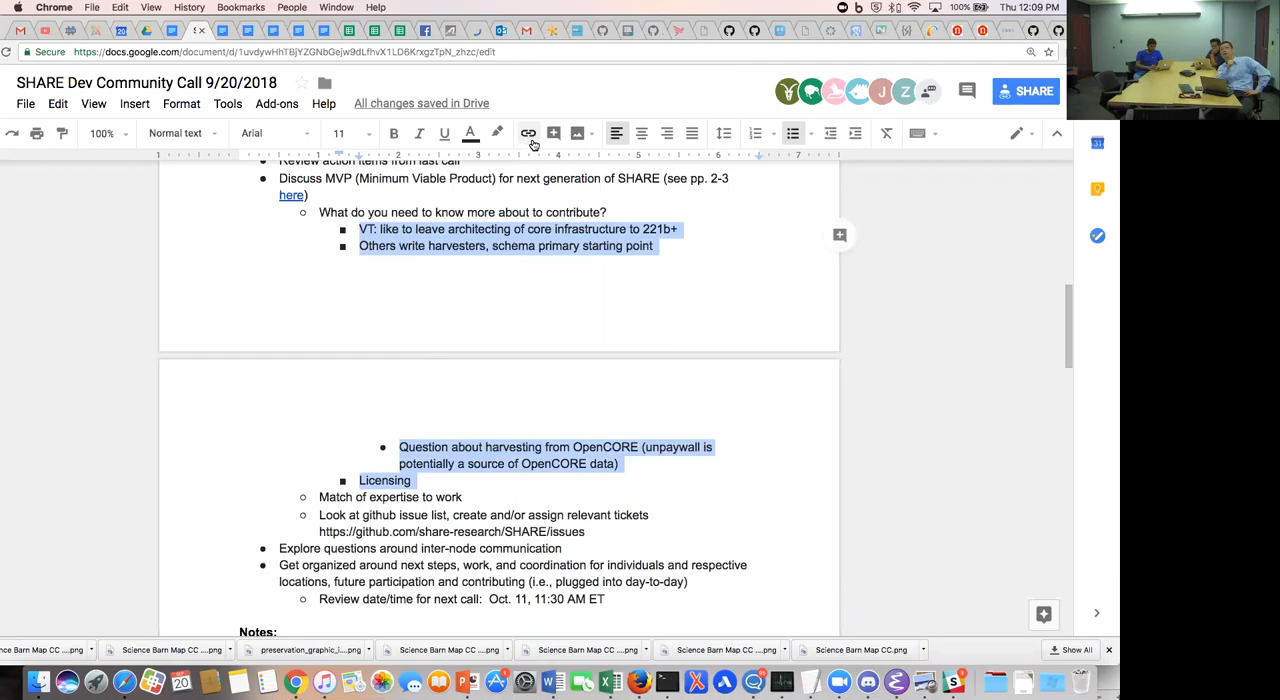 Chrome File Edit View History Bookmarks People Window Help 100% Thu 12:09 PM
Secure https://docs.google.com/document/d/1uvdywHhTBjYZGNbGejw9dLfhvX1LD6KrxgzTpN_zhzc/edit
SHARE Dev Community Call 9/20/2018
J Z SHARE
File Edit View Insert Format Tools Add-ons Help All changes saved in Drive
100% Normal text Arial 11 B I U A
1 1 2 3 4 5 6 7
Review action items from last call
Discuss MVP (Minimum Viable Product) for next generation of SHARE (see pp. 2-3
here)
What do you need to know more about to contribute?
VT: like to leave architecting of core infrastructure to 221b+
Others write harvesters, schema primary starting point
Question about harvesting from OpenCORE (unpaywall is
potentially a source of OpenCORE data)
Licensing
Match of expertise to work
Look at github issue list, create and/or assign relevant tickets
https://github.com/share-research/SHARE/issues
Explore questions around inter-node communication
Get organized around next steps, work, and coordination for individuals and respective
locations, future participation and contributing (i.e., plugged into day-to-day)
Review date/time for next call: Oct. 11, 11:30 AM ET
Notes:
Science Barn Map CC ....png Science Barn Map CC ....png preservation_graphic_i....png Science Barn Map CC ....png Science Barn Map CC ....png Science Barn Map CC ....png Science Barn Map CC.png Show All